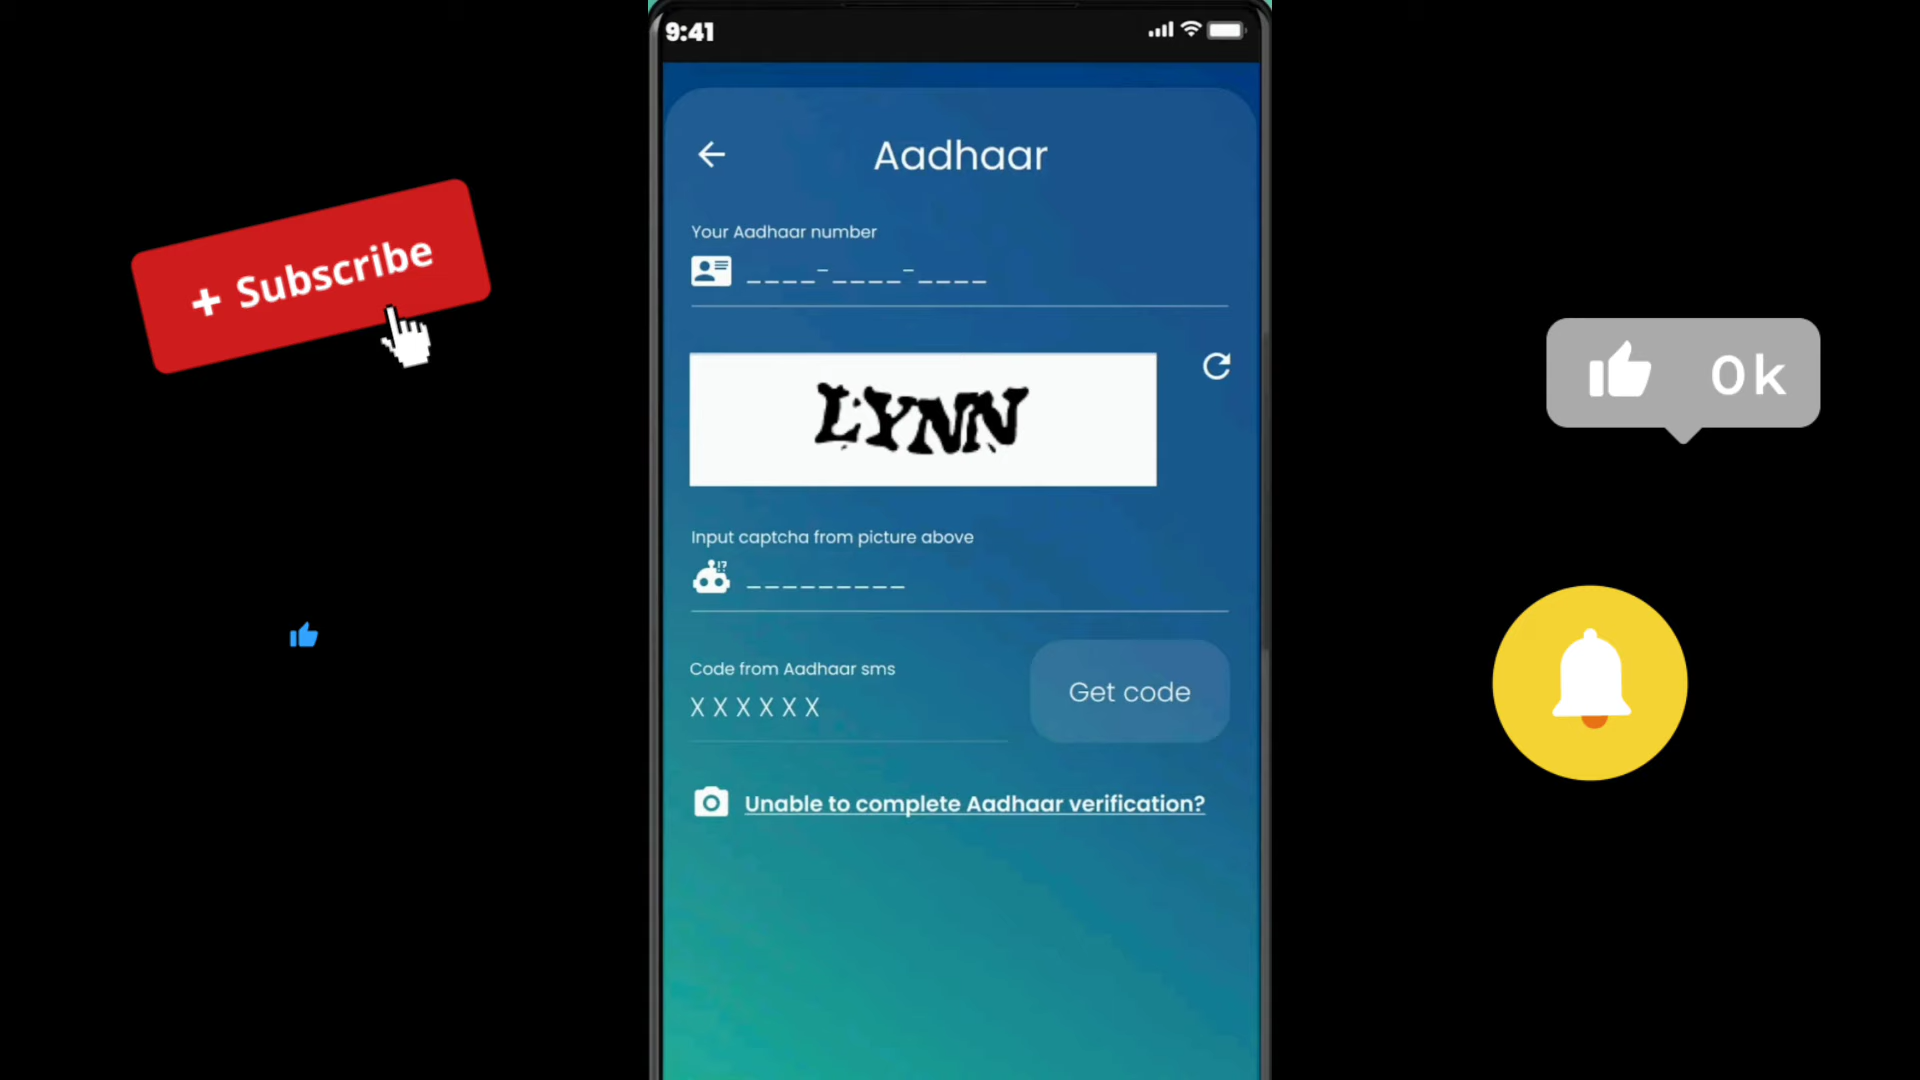 9:41
Aadhaar
Your Aadhaar number
____-____-____
LYNN
Input captcha from picture above
_________
Code from Aadhaar sms
X X X X X X
Get code
Unable to complete Aadhaar verification?
+ Subscribe
0k